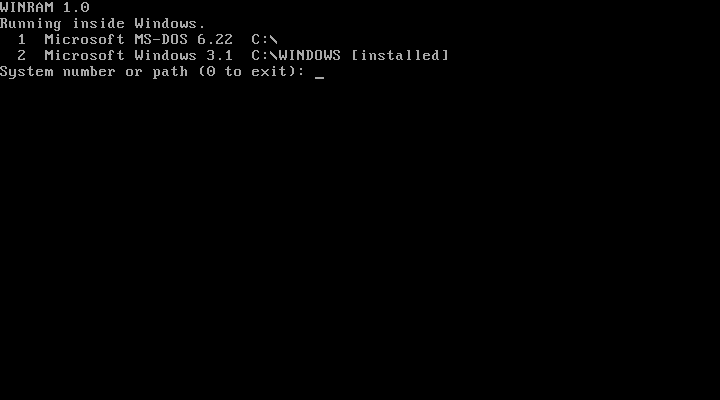 WINRAM 1.0
Running inside Windows.
  1  Microsoft MS-DOS 6.22  C:\
  2  Microsoft Windows 3.1  C:\WINDOWS [installed]
System number or path (0 to exit): _